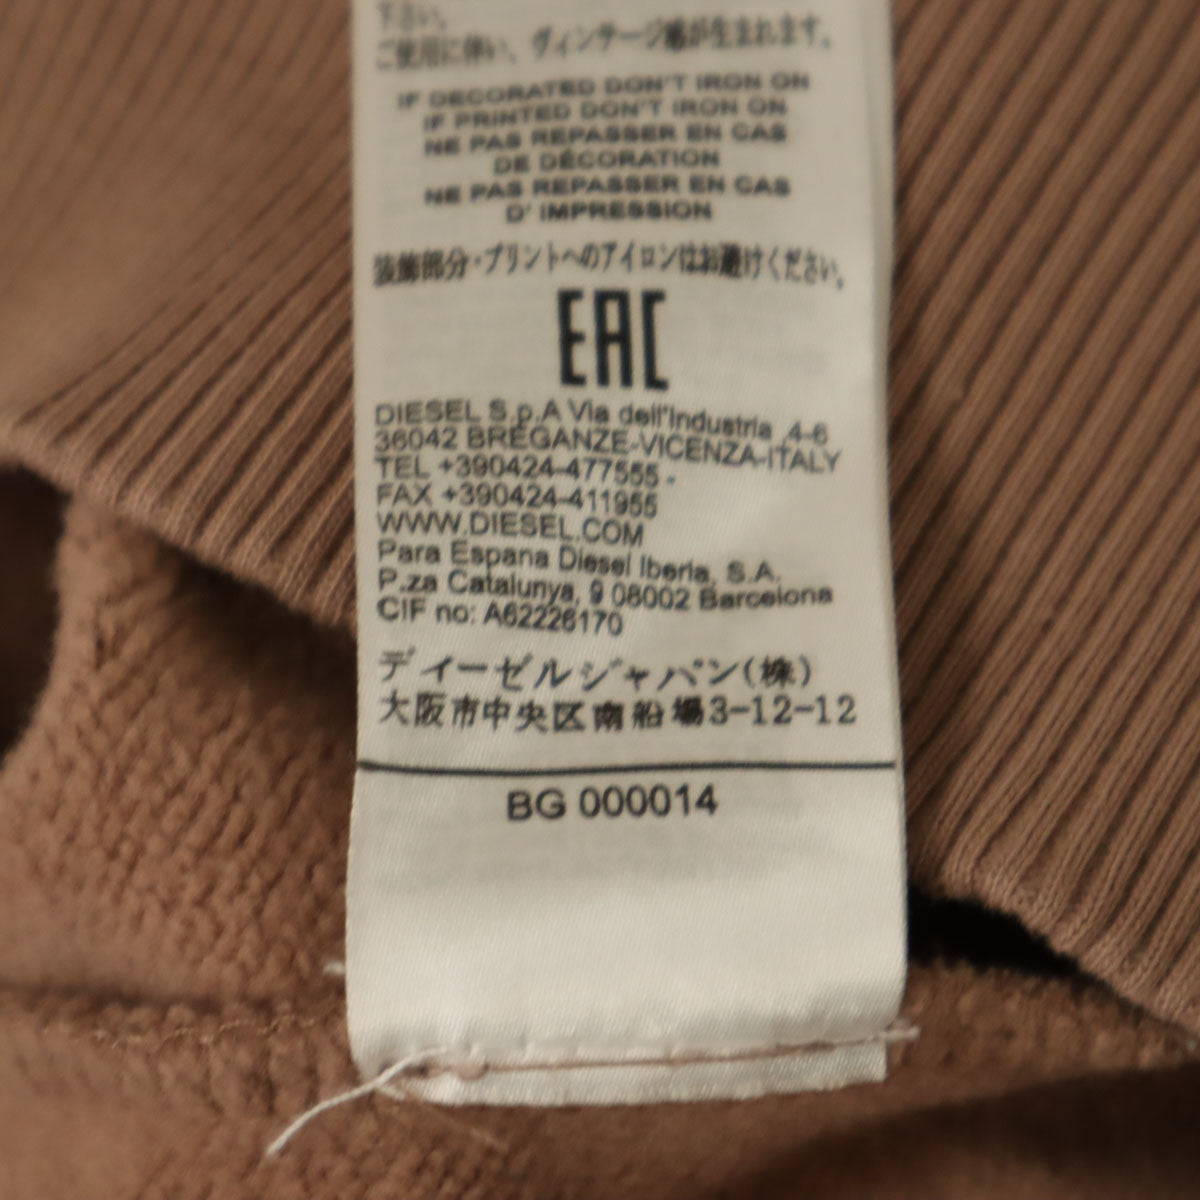 下さい。
ご使用に伴い、ヴィンテージ感が生まれます。
IF DECORATED DON'T IRON ON
IF PRINTED DON'T IRON ON
NE PAS REPASSER EN CAS
DE DÉCORATION
NE PAS REPASSER EN CAS
D' IMPRESSION
装飾部分・プリントへのアイロンはお避けください。
EAC
DIESEL S.p.A Via dell'Industria ,4-6
36042 BREGANZE-VICENZA-ITALY
TEL +390424-477555 -
FAX +390424-411955
WWW.DIESEL.COM
Para Espana Diesel Iberia, S.A.
P.za Catalunya, 9 08002 Barcelona
CIF no: A62226170
ディーゼルジャパン(株)
大阪市中央区南船場3-12-12
BG 000014